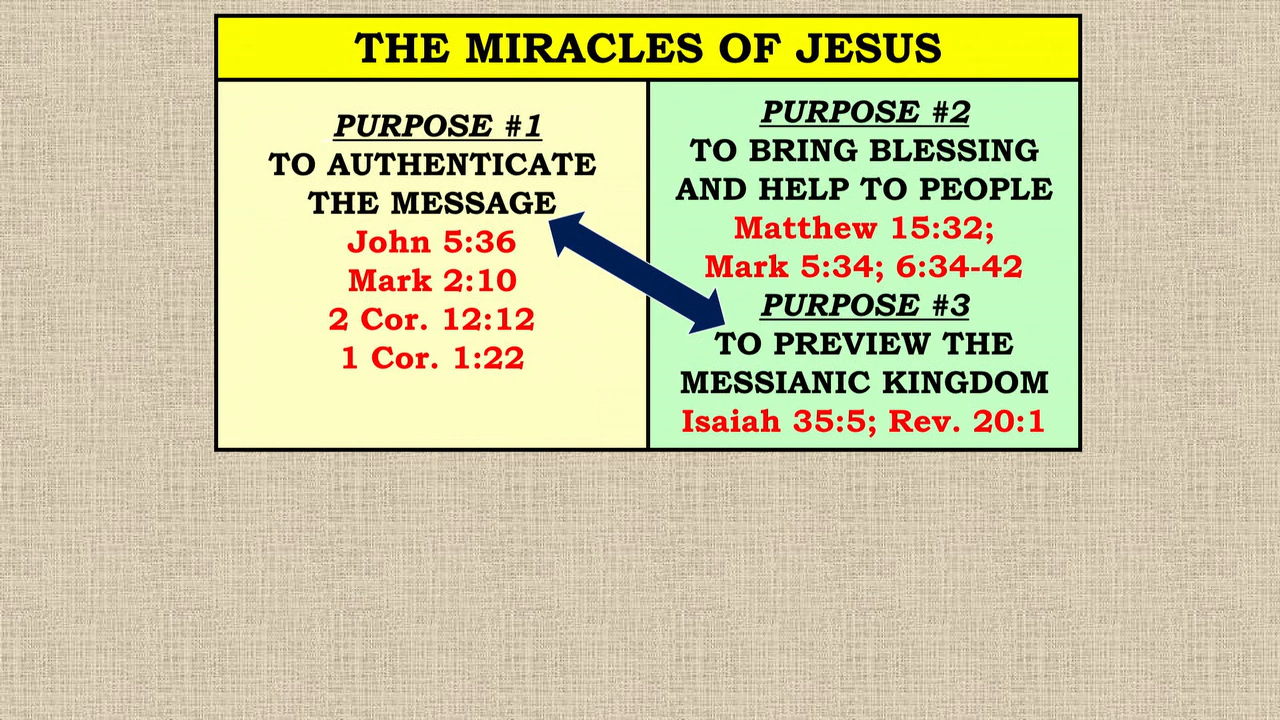 THE MIRACLES OF JESUS
PURPOSE #1
TO AUTHENTICATE
THE MESSAGE
John 5:36
Mark 2:10
2 Cor. 12:12
1 Cor. 1:22
PURPOSE #2
TO BRING BLESSING
AND HELP TO PEOPLE
Matthew 15:32;
Mark 5:34; 6:34-42
PURPOSE #3
TO PREVIEW THE
MESSIANIC KINGDOM
Isaiah 35:5; Rev. 20:1